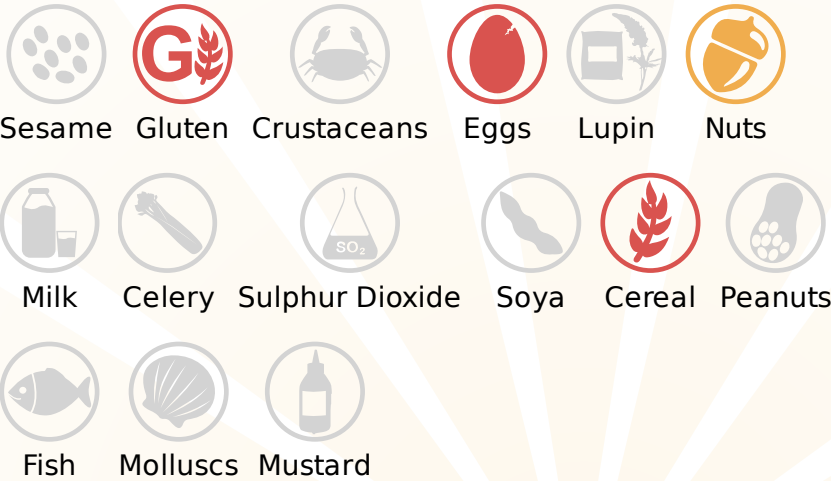 G
Sesame Gluten Crustaceans Eggs Lupin Nuts
SO₂
Milk Celery Sulphur Dioxide Soya Cereal Peanuts
Fish Molluscs Mustard